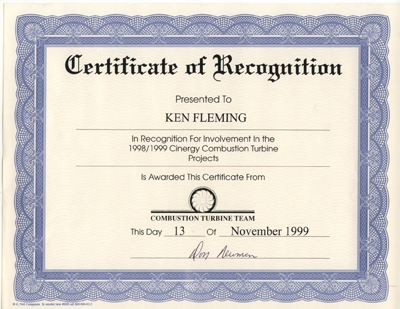 Certificate of Recognition
Presented To
KEN FLEMING
In Recognition For Involvement In the
1998/1999 Cinergy Combustion Turbine
Projects
Is Awarded This Certificate From
COMBUSTION TURBINE TEAM
This Day 13 Of November 1999